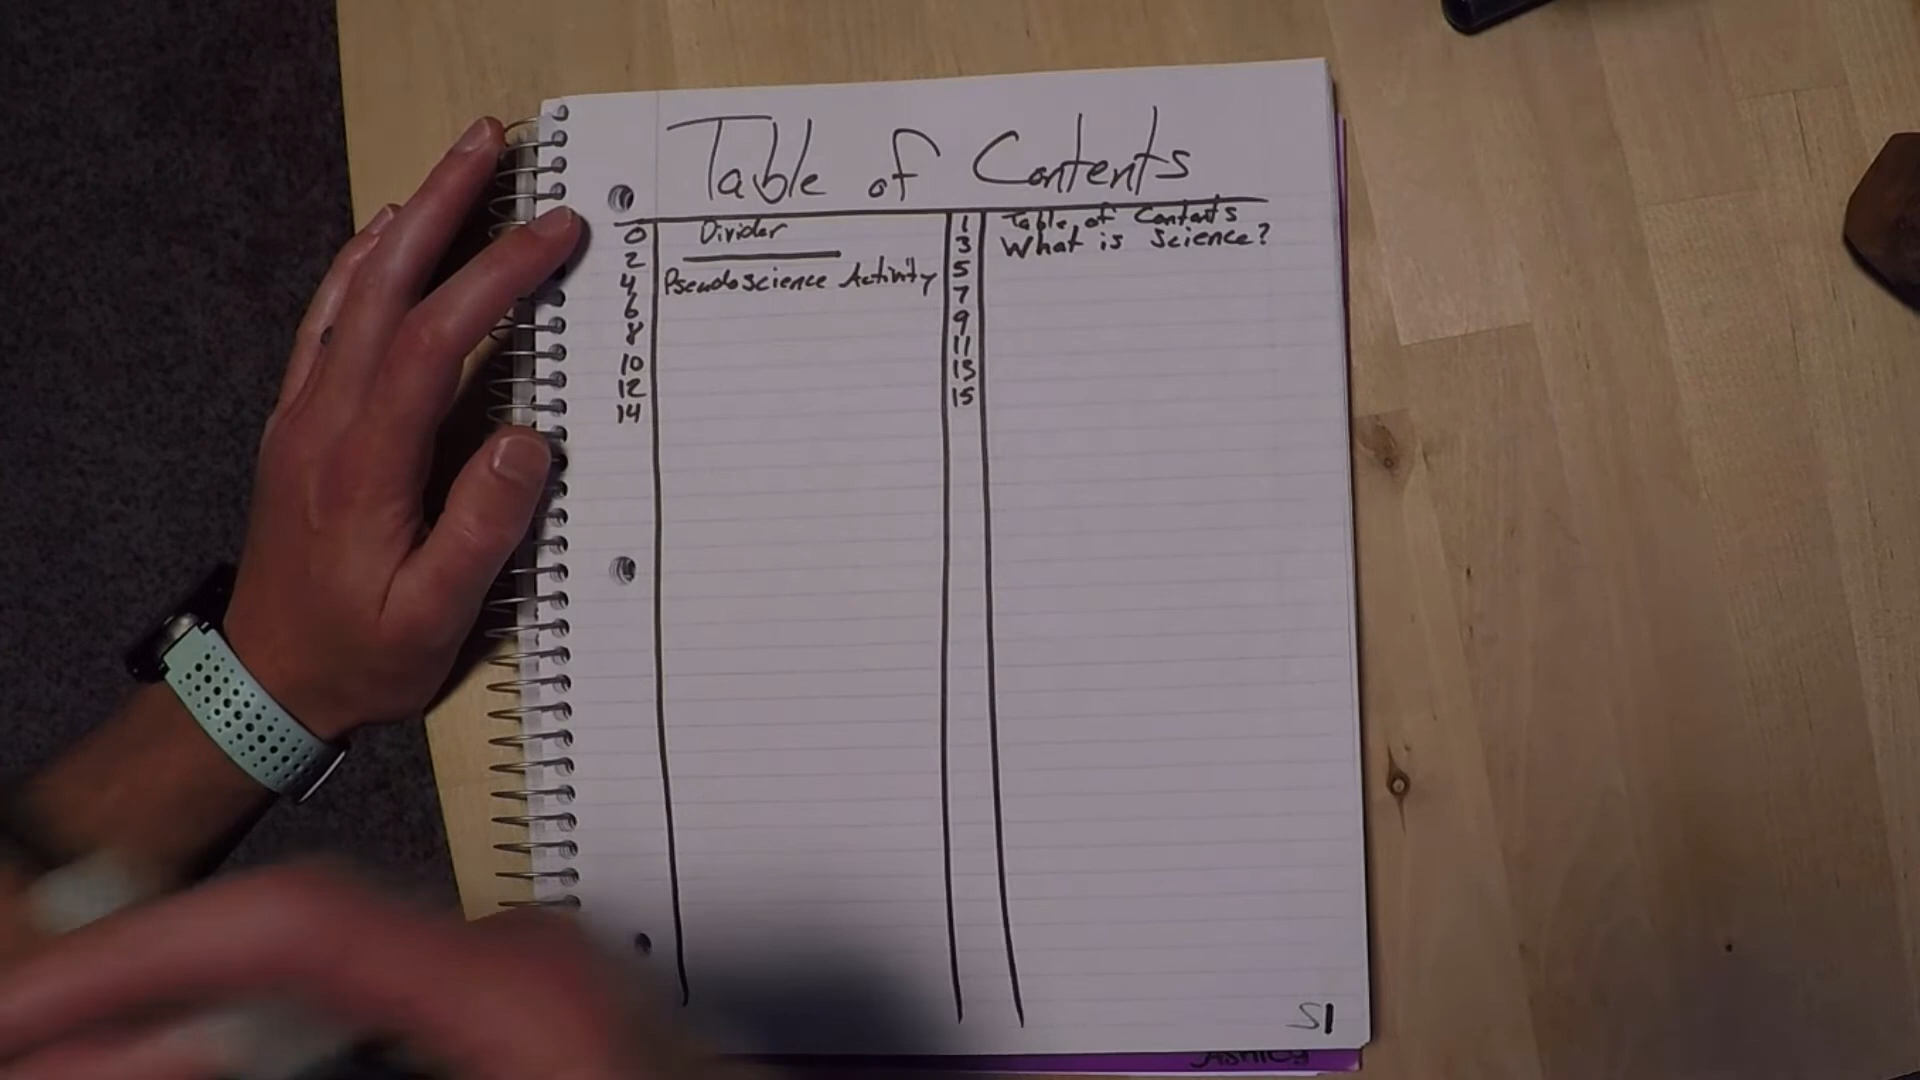 Table of Contents
0 Divider 1 Table of Contents
2 3 What is Science?
4 Pseudoscience Activity 5
6 7
8 9
10 11
12 13
14 15
S1
Ashley